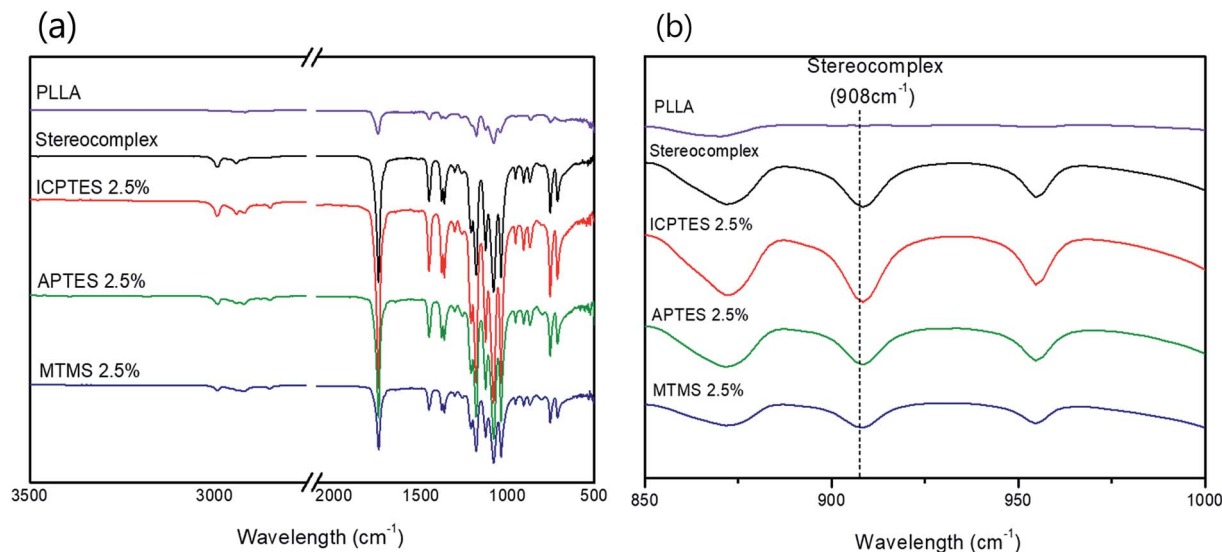 (a)
PLLA
Stereocomplex
ICPTES 2.5%
APTES 2.5%
MTMS 2.5%
3500 3000 2000 1500 1000 500
Wavelength (cm⁻¹)
(b)
Stereocomplex
(908cm⁻¹)
PLLA
Stereocomplex
ICPTES 2.5%
APTES 2.5%
MTMS 2.5%
850 900 950 1000
Wavelength (cm⁻¹)